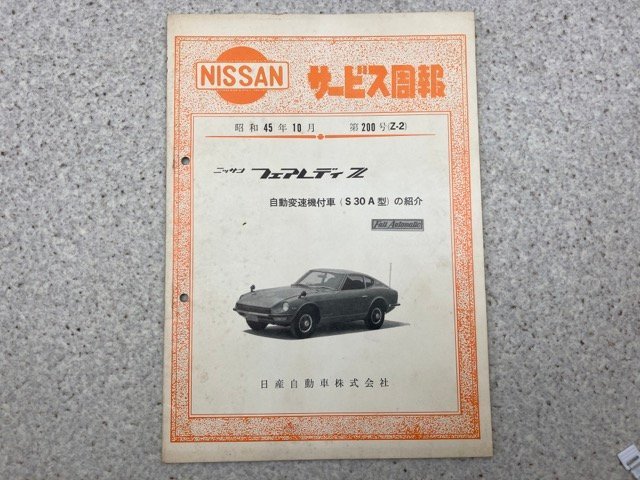 NISSAN サービス周報
昭和45年10月 第200号(Z-2)
ニッサン フェアレディZ
自動変速機付車(S30A型)の紹介
Full Automatic
日産自動車株式会社